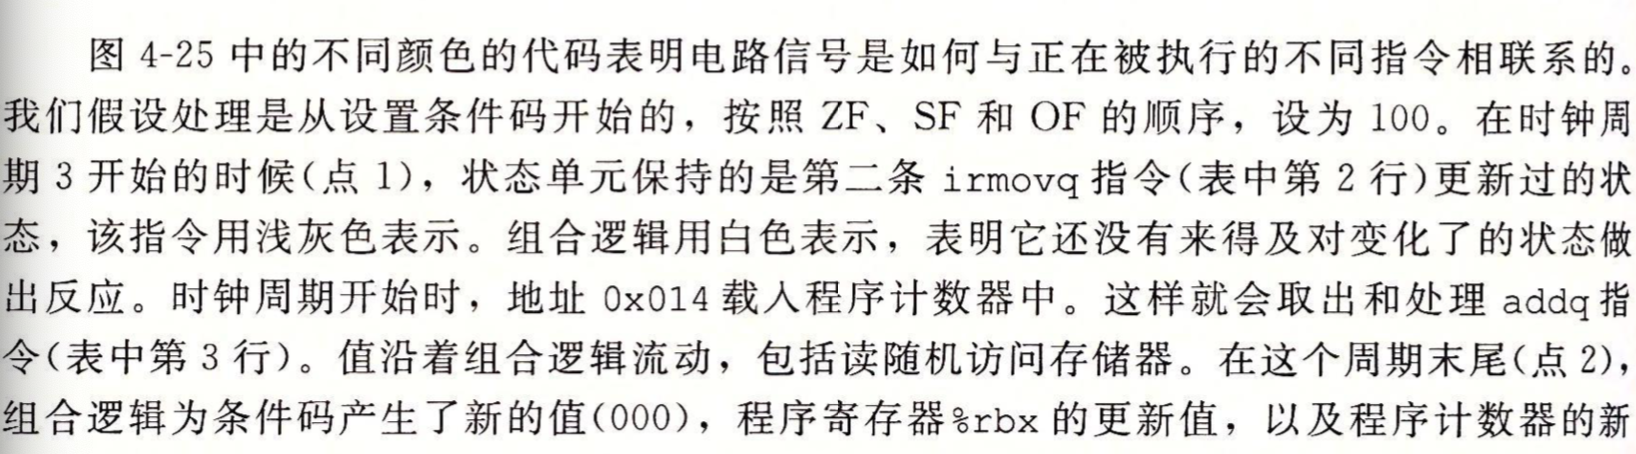 图 4-25 中的不同颜色的代码表明电路信号是如何与正在被执行的不同指令相联系的。
我们假设处理是从设置条件码开始的，按照 ZF、SF 和 OF 的顺序，设为 100。在时钟周
期 3 开始的时候(点 1)，状态单元保持的是第二条 irmovq 指令(表中第 2 行)更新过的状
态，该指令用浅灰色表示。组合逻辑用白色表示，表明它还没有来得及对变化了的状态做
出反应。时钟周期开始时，地址 0x014 载入程序计数器中。这样就会取出和处理 addq 指
令(表中第 3 行)。值沿着组合逻辑流动，包括读随机访问存储器。在这个周期末尾(点 2)，
组合逻辑为条件码产生了新的值(000)，程序寄存器%rbx 的更新值，以及程序计数器的新